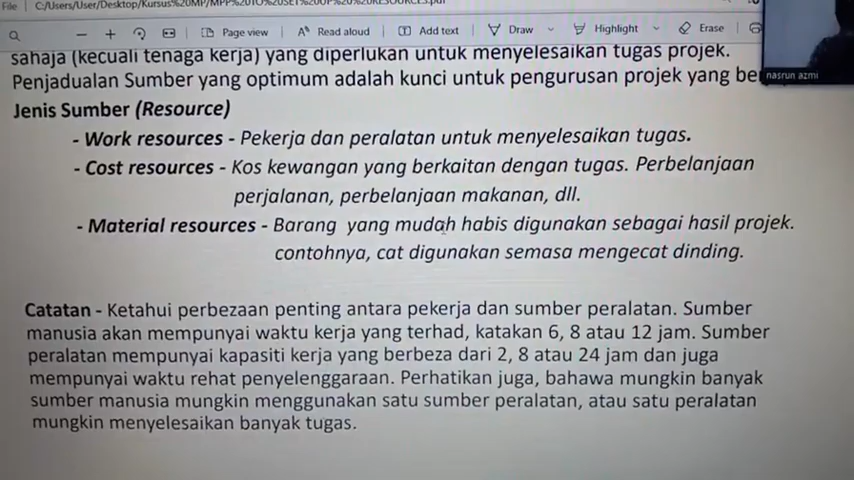 File C:/Users/User/Desktop/Kursus%20MP/MPP%20TO%20SET%20UP%20%20RESOURCES.pdf
Page view Read aloud Add text Draw Highlight Erase
sahaja (kecuali tenaga kerja) yang diperlukan untuk menyelesaikan tugas projek.
Penjadualan Sumber yang optimum adalah kunci untuk pengurusan projek yang
nasrun azmi
Jenis Sumber (Resource)
- Work resources - Pekerja dan peralatan untuk menyelesaikan tugas.
- Cost resources - Kos kewangan yang berkaitan dengan tugas. Perbelanjaan
perjalanan, perbelanjaan makanan, dll.
- Material resources - Barang yang mudah habis digunakan sebagai hasil projek.
contohnya, cat digunakan semasa mengecat dinding.
Catatan - Ketahui perbezaan penting antara pekerja dan sumber peralatan. Sumber
manusia akan mempunyai waktu kerja yang terhad, katakan 6, 8 atau 12 jam. Sumber
peralatan mempunyai kapasiti kerja yang berbeza dari 2, 8 atau 24 jam dan juga
mempunyai waktu rehat penyelenggaraan. Perhatikan juga, bahawa mungkin banyak
sumber manusia mungkin menggunakan satu sumber peralatan, atau satu peralatan
mungkin menyelesaikan banyak tugas.